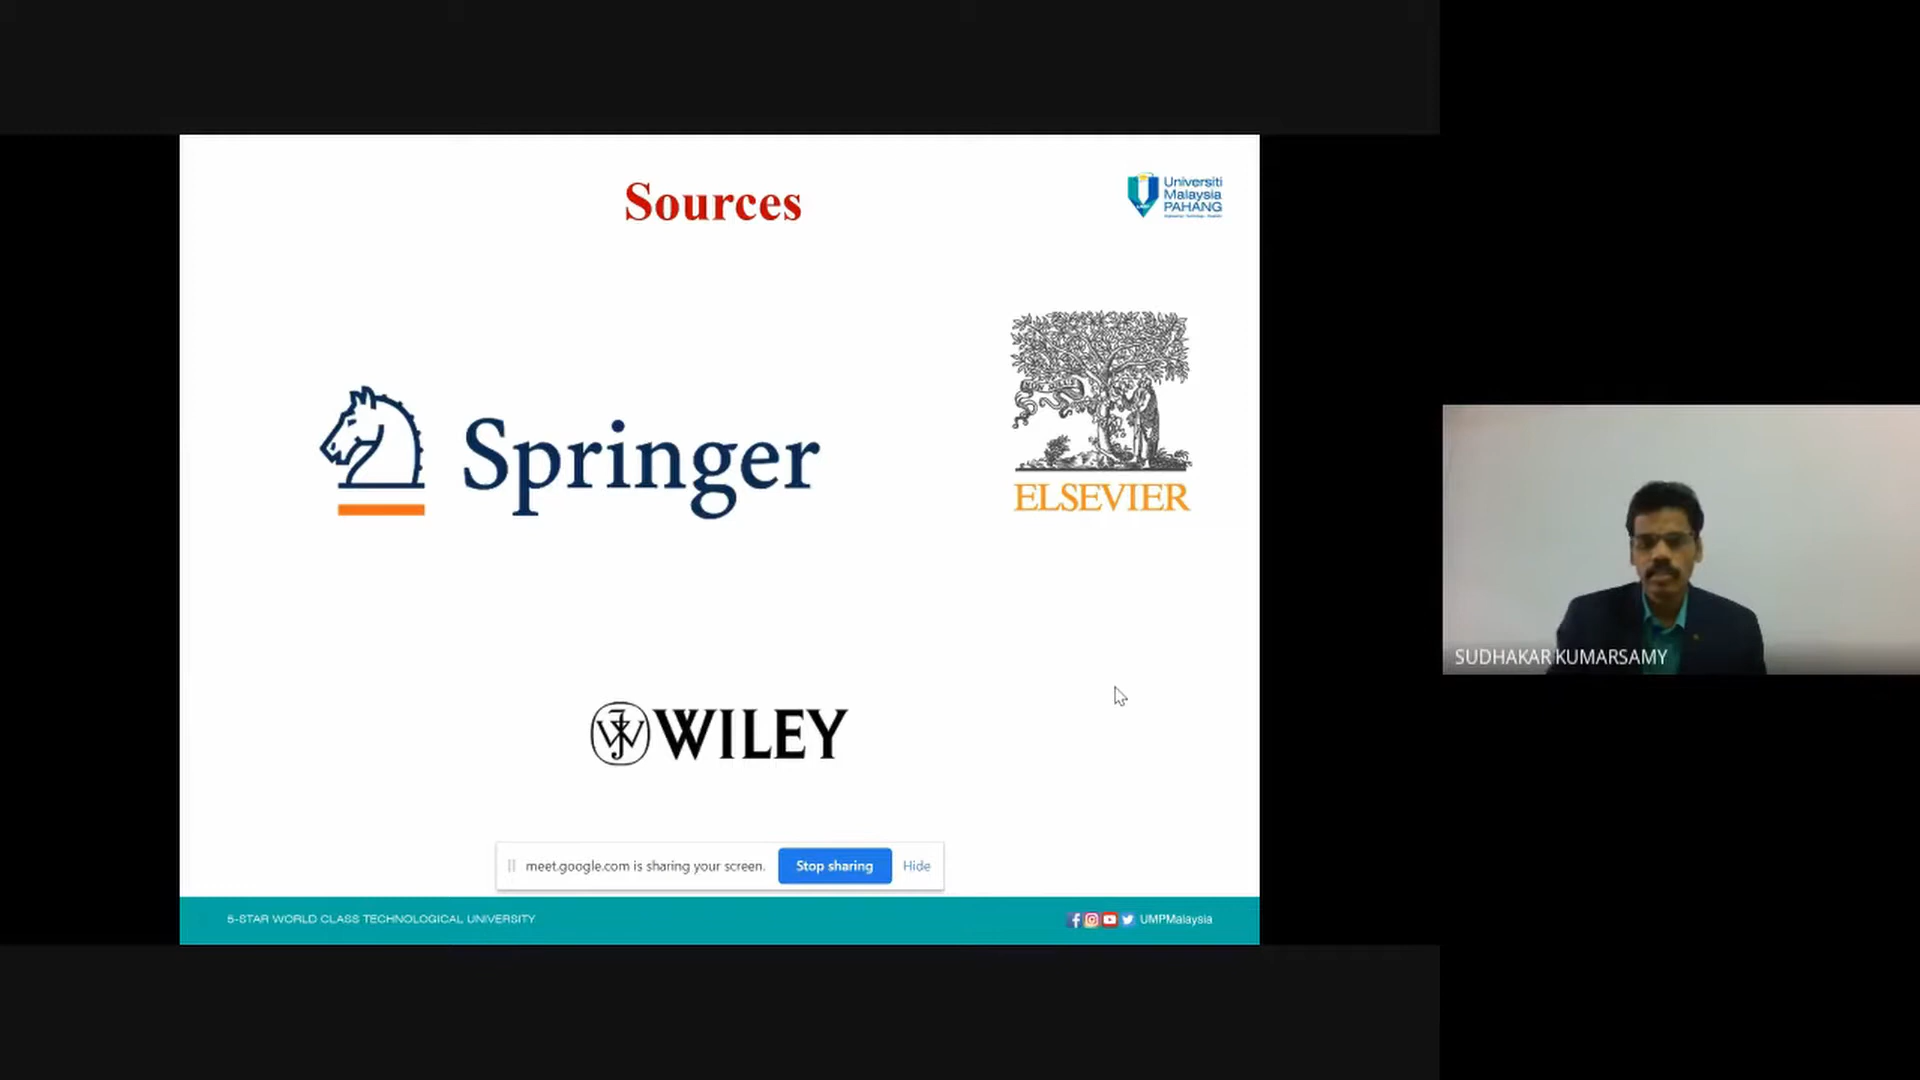 Sources
Universiti
Malaysia
PAHANG
Springer
ELSEVIER
WILEY
meet.google.com is sharing your screen.
Stop sharing
Hide
5-STAR WORLD CLASS TECHNOLOGICAL UNIVERSITY
UMPMalaysia
SUDHAKAR KUMARSAMY